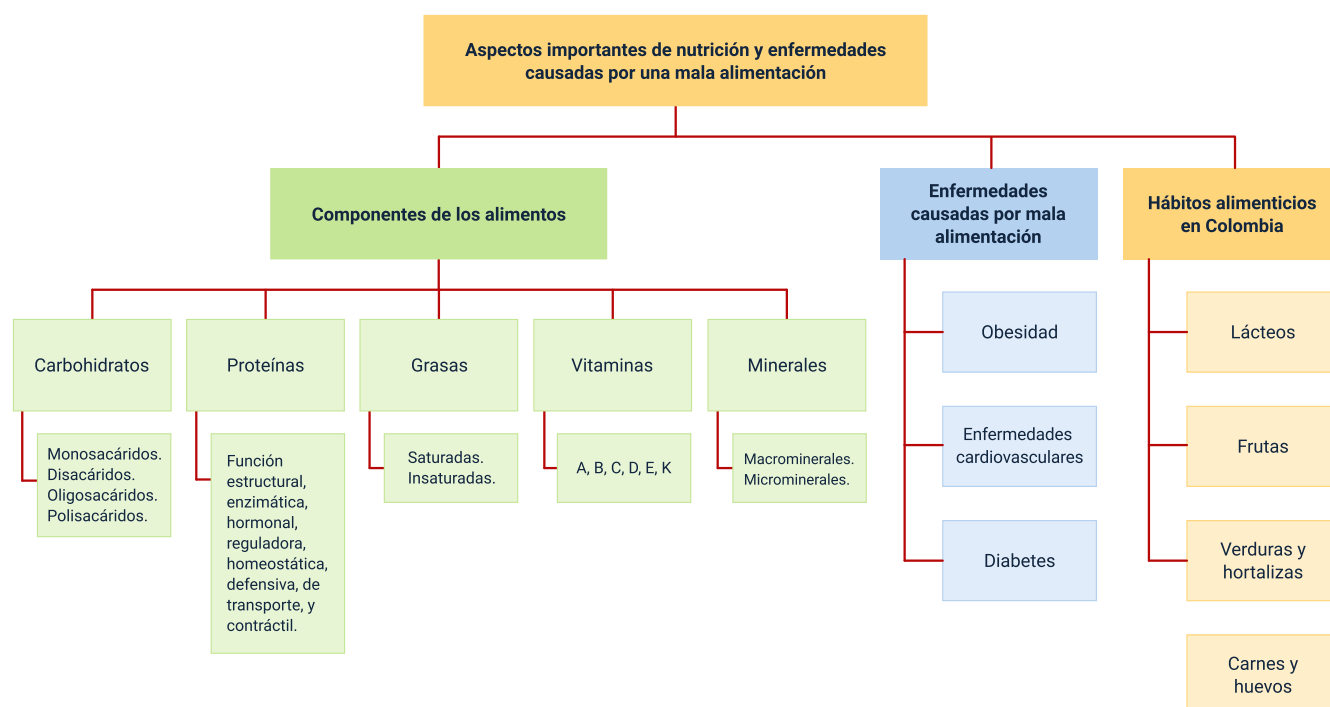 Aspectos importantes de nutrición y enfermedades
causadas por una mala alimentación
Componentes de los alimentos
Carbohidratos
Monosacáridos.
Disacáridos.
Oligosacáridos.
Polisacáridos.
Proteínas
Función
estructural,
enzimática,
hormonal,
reguladora,
homeostática,
defensiva, de
transporte, y
contráctil.
Grasas
Saturadas.
Insaturadas.
Vitaminas
A, B, C, D, E, K
Minerales
Macrominerales.
Microminerales.
Enfermedades
causadas por mala
alimentación
Obesidad
Enfermedades
cardiovasculares
Diabetes
Hábitos alimenticios
en Colombia
Lácteos
Frutas
Verduras y
hortalizas
Carnes y
huevos